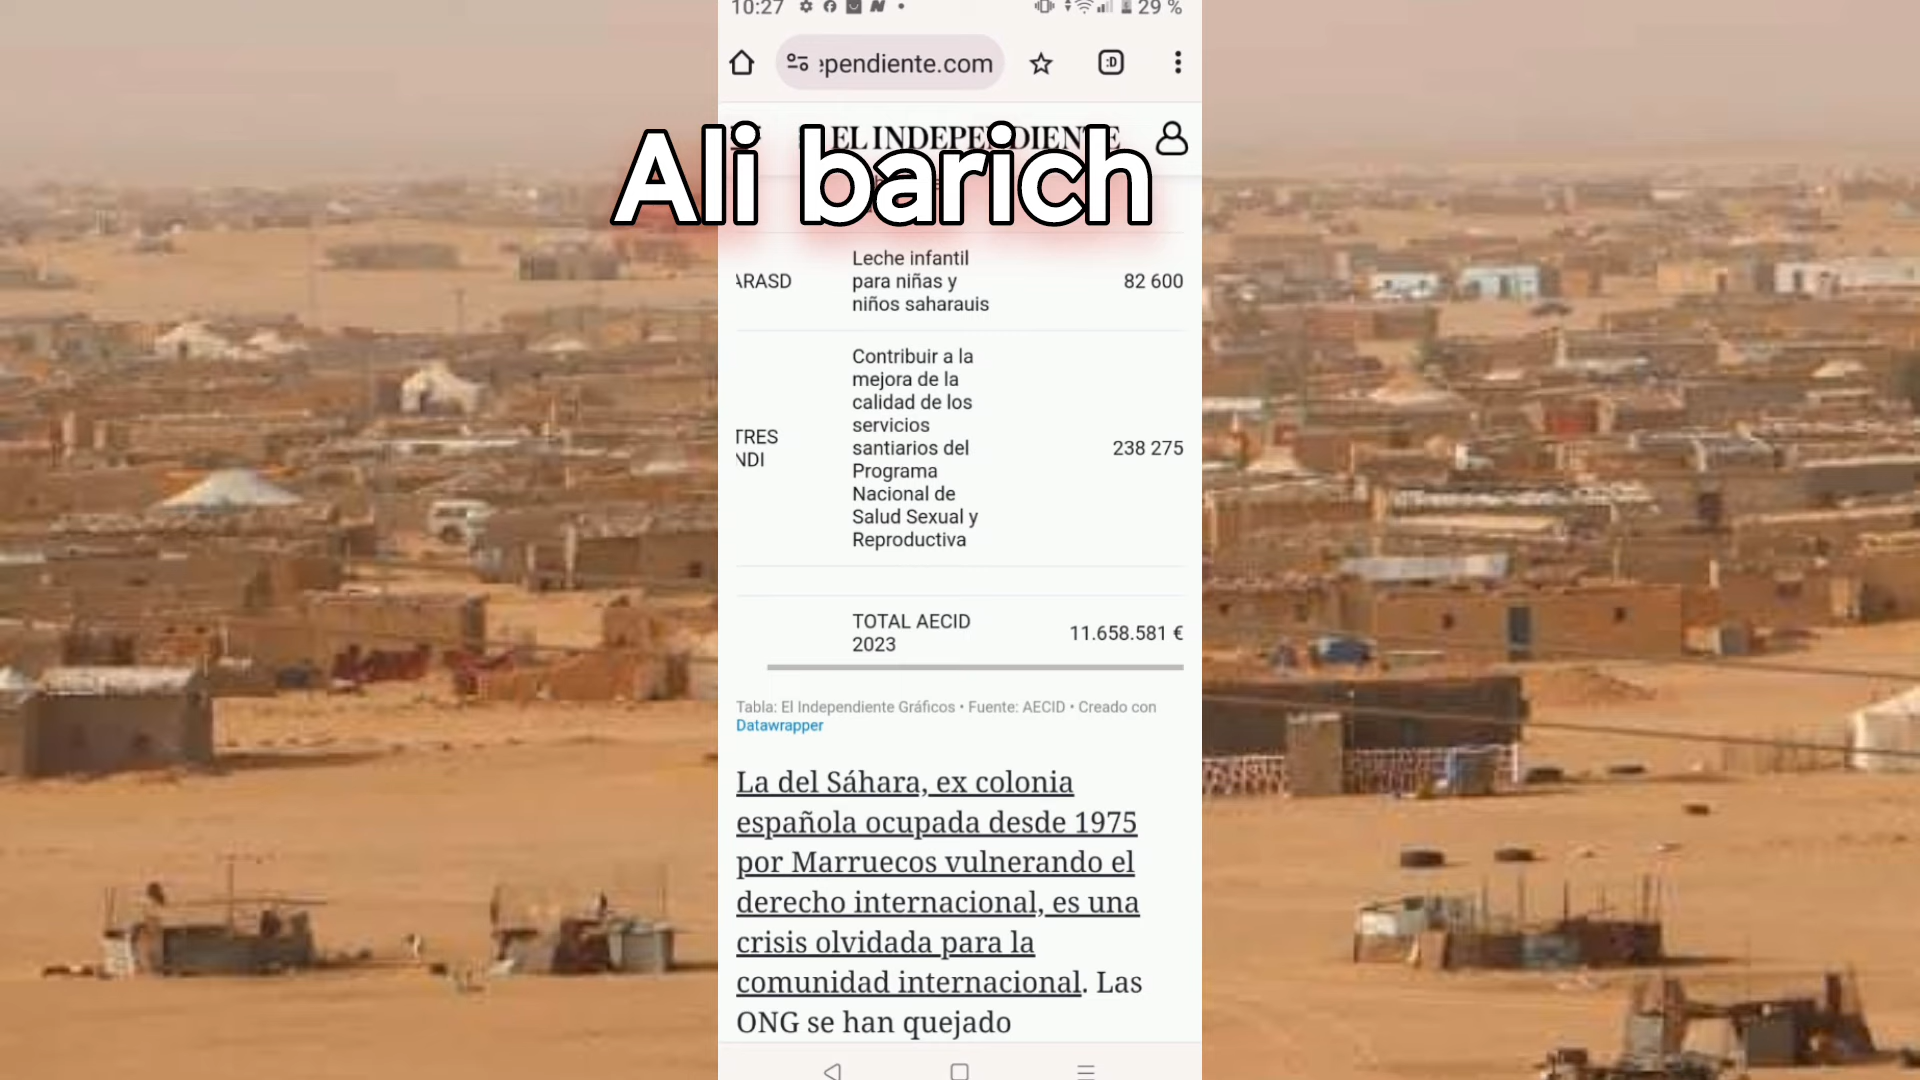 10:27
29 %
ependiente.com
:D
EL INDEPENDIENTE
Ali barich
ARASD
Leche infantil
para niñas y
niños saharauis
82 600
TRES
NDI
Contribuir a la
mejora de la
calidad de los
servicios
santiarios del
Programa
Nacional de
Salud Sexual y
Reproductiva
238 275
TOTAL AECID
2023
11.658.581 €
Tabla: El Independiente Gráficos • Fuente: AECID • Creado con
Datawrapper
La del Sáhara, ex colonia
española ocupada desde 1975
por Marruecos vulnerando el
derecho internacional, es una
crisis olvidada para la
comunidad internacional. Las
ONG se han quejado